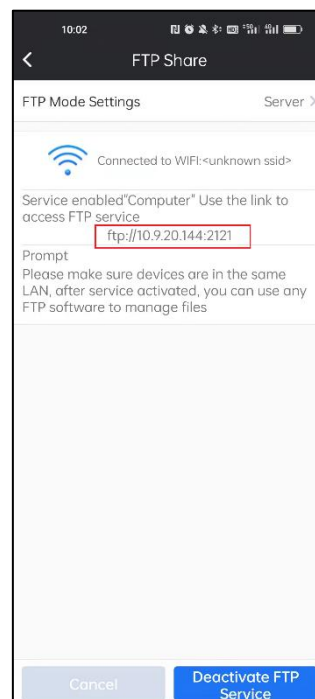 10:02
FTP Share
FTP Mode Settings Server
Connected to WIFI:<unknown ssid>
Service enabled"Computer" Use the link to
access FTP service
ftp://10.9.20.144:2121
Prompt
Please make sure devices are in the same
LAN, after service activated, you can use any
FTP software to manage files
Cancel
Deactivate FTP
Service